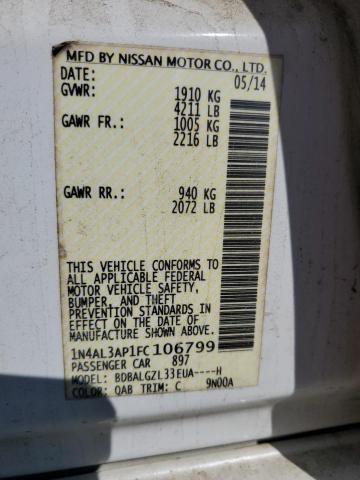 MFD BY NISSAN MOTOR CO., LTD.
DATE: 05/14
GVWR: 1910 KG
4211 LB
GAWR FR.: 1005 KG
2216 LB
GAWR RR.: 940 KG
2072 LB
THIS VEHICLE CONFORMS TO
ALL APPLICABLE FEDERAL
MOTOR VEHICLE SAFETY,
BUMPER, AND THEFT
PREVENTION STANDARDS IN
EFFECT ON THE DATE OF
MANUFACTURE SHOWN ABOVE.
1N4AL3AP1FC106799
PASSENGER CAR 897
MODEL: BDBALGZL33EUA----H
COLOR: QAB TRIM: C 9N00A